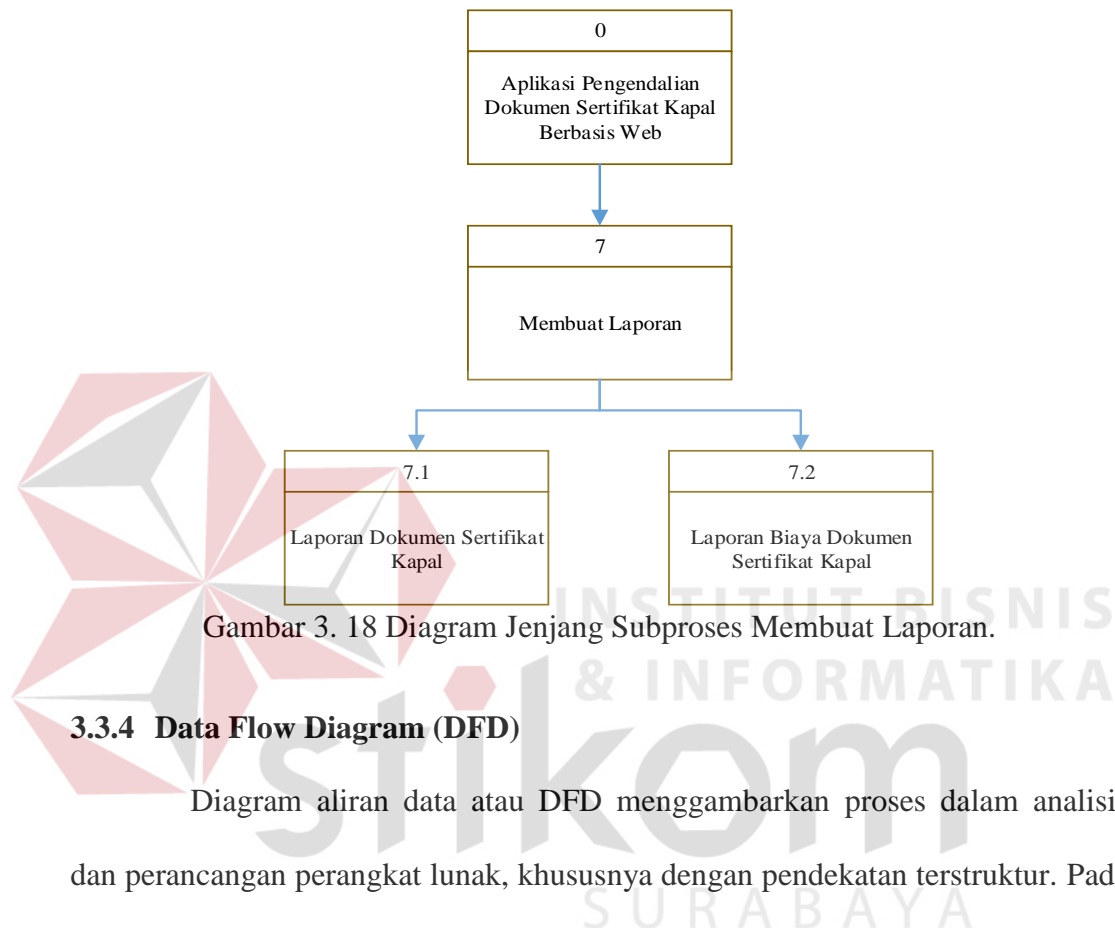 0
Aplikasi Pengendalian
Dokumen Sertifikat Kapal
Berbasis Web
7
Membuat Laporan
7.1
7.2
Laporan Dokumen Sertifikat
Kapal
Laporan Biaya Dokumen
Sertifikat Kapal
INSTITUT BISNIS
Gambar 3. 18 Diagram Jenjang Subproses Membuat Laporan.
& INFORMATIKA
3.3.4 Data Flow Diagram (DFD)
stikom
Diagram aliran data atau DFD menggambarkan proses dalam analisi
dan perancangan perangkat lunak, khususnya dengan pendekatan terstruktur. Pad
SURABAYA